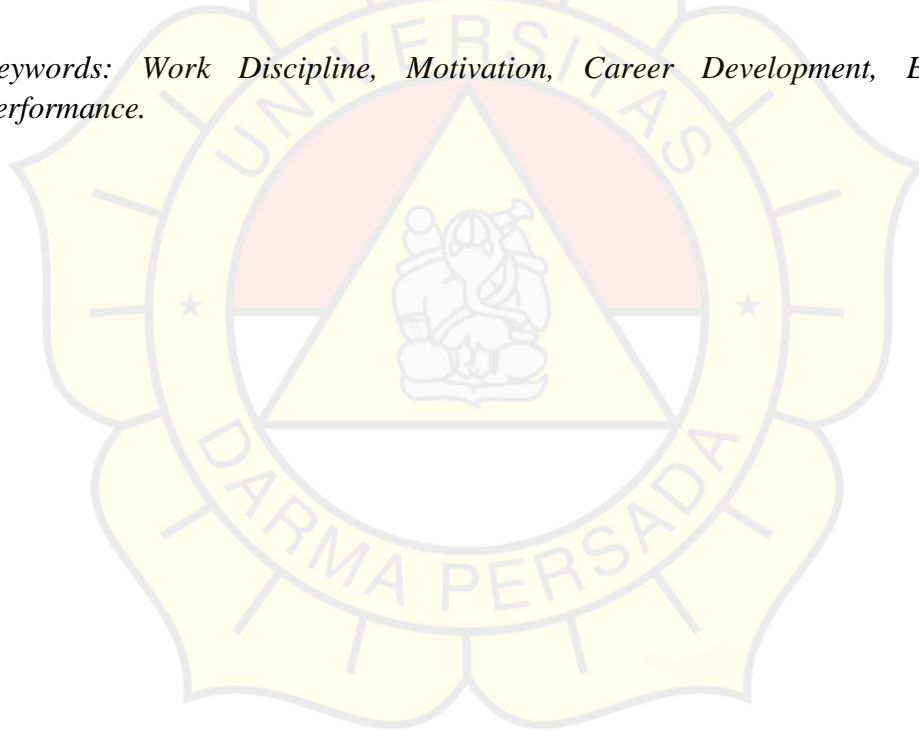 UNIVERSITAS
eywords: Work Discipline, Motivation, Career Development, E
erformance.
DARMA PERSADA